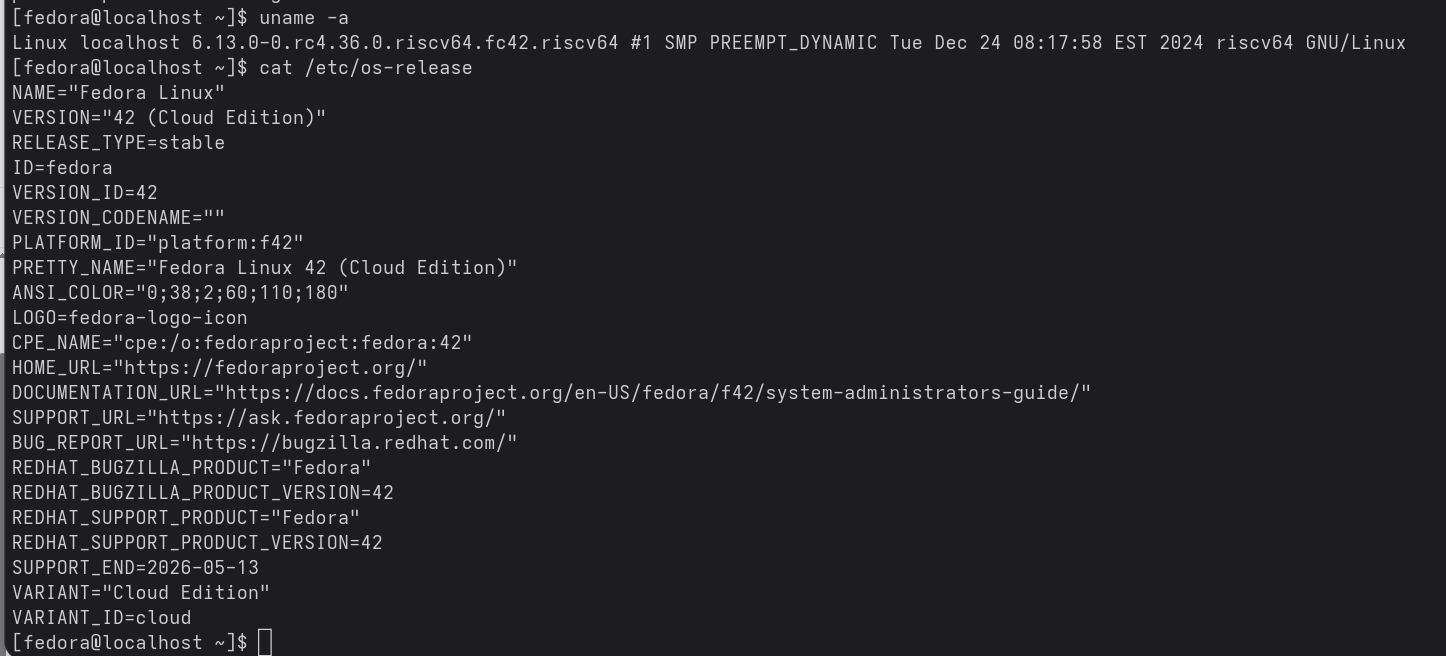 [fedora@localhost ~]$ uname -a
Linux localhost 6.13.0-0.rc4.36.0.riscv64.fc42.riscv64 #1 SMP PREEMPT_DYNAMIC Tue Dec 24 08:17:58 EST 2024 riscv64 GNU/Linux
[fedora@localhost ~]$ cat /etc/os-release
NAME="Fedora Linux"
VERSION="42 (Cloud Edition)"
RELEASE_TYPE=stable
ID=fedora
VERSION_ID=42
VERSION_CODENAME=""
PLATFORM_ID="platform:f42"
PRETTY_NAME="Fedora Linux 42 (Cloud Edition)"
ANSI_COLOR="0;38;2;60;110;180"
LOGO=fedora-logo-icon
CPE_NAME="cpe:/o:fedoraproject:fedora:42"
HOME_URL="https://fedoraproject.org/"
DOCUMENTATION_URL="https://docs.fedoraproject.org/en-US/fedora/f42/system-administrators-guide/"
SUPPORT_URL="https://ask.fedoraproject.org/"
BUG_REPORT_URL="https://bugzilla.redhat.com/"
REDHAT_BUGZILLA_PRODUCT="Fedora"
REDHAT_BUGZILLA_PRODUCT_VERSION=42
REDHAT_SUPPORT_PRODUCT="Fedora"
REDHAT_SUPPORT_PRODUCT_VERSION=42
SUPPORT_END=2026-05-13
VARIANT="Cloud Edition"
VARIANT_ID=cloud
[fedora@localhost ~]$